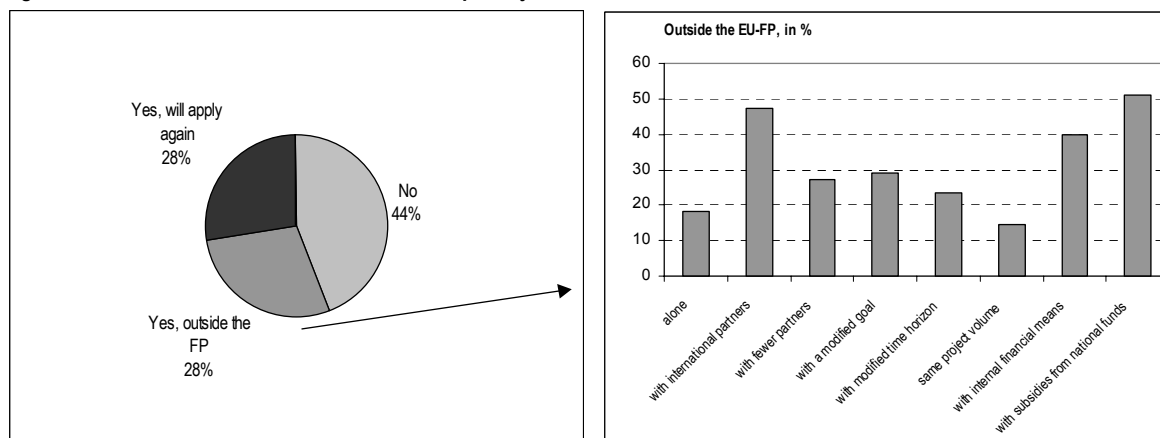 Yes, will apply
again
28%
No
44%
Yes, outside the
FP
28%
Outside the EU-FP, in %
60
50
40
30
20
10
0
alone
with international partners
with fewer partners
with a modified goal
with modified time horizon
same project volume
with internal financial means
with subsidies from national funds